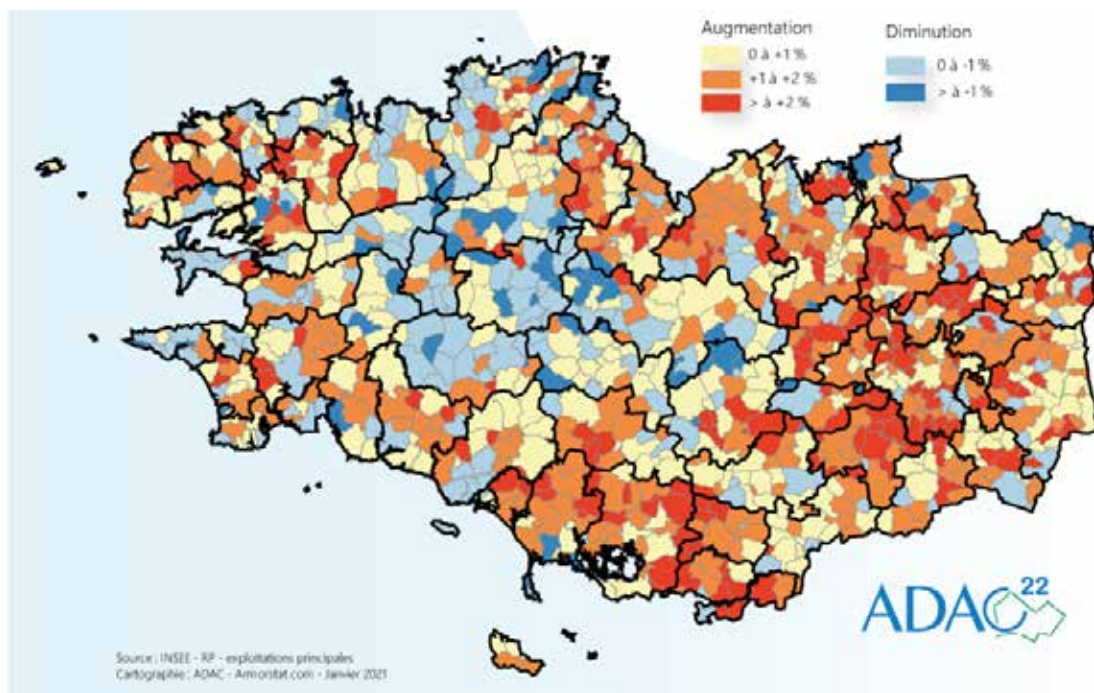 Augmentation
0 à +1 %
+1 à +2 %
> à +2 %
Diminution
0 à -1 %
> à -1 %
ADAC 22
Source : INSEE - RP - exploitations principales
Cartographie : ADAC - Armorstat.com - Janvier 2021